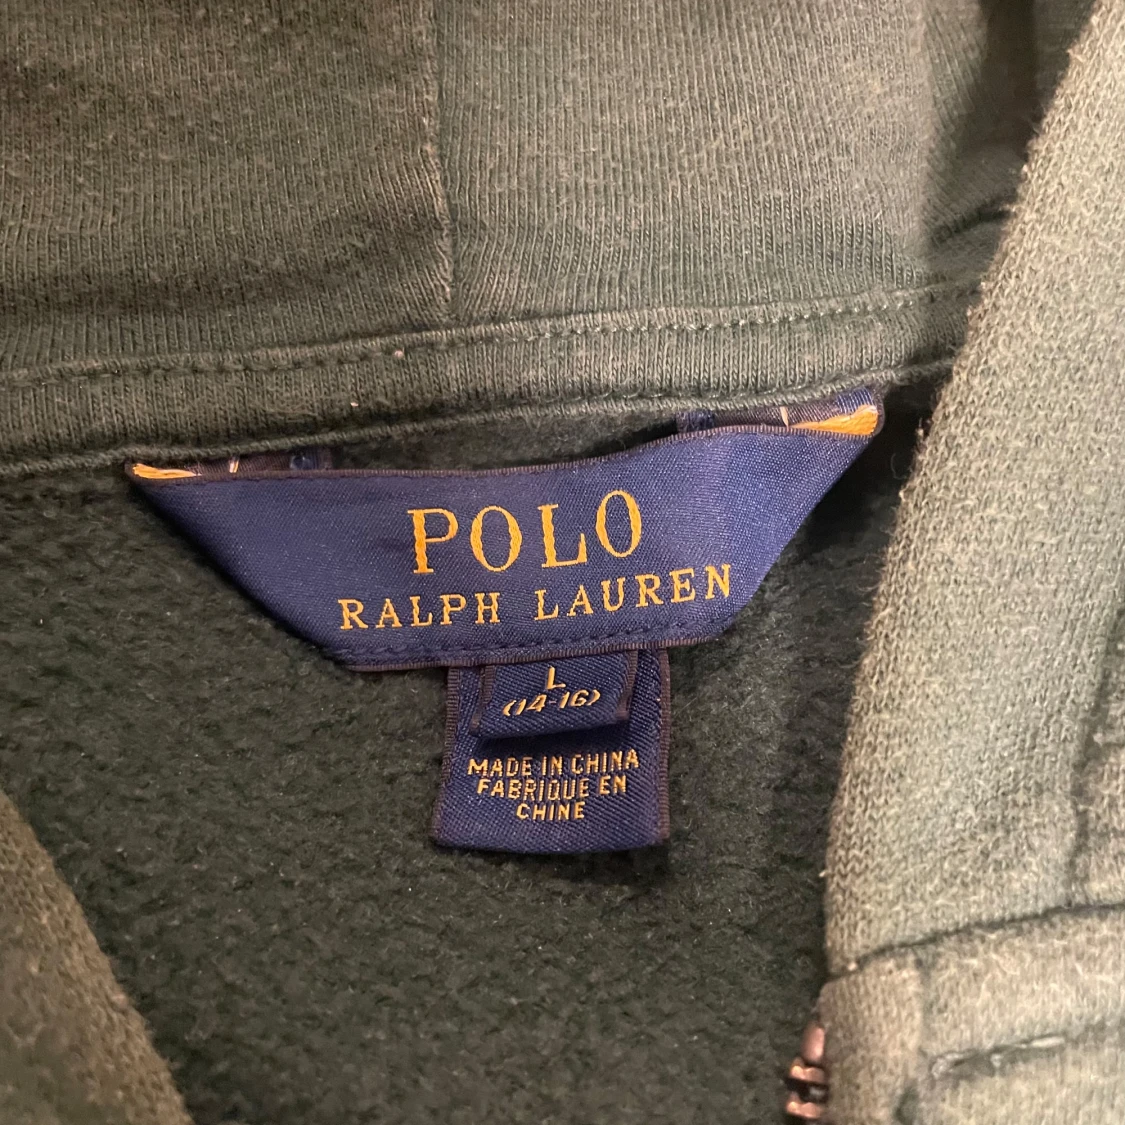 POLO
RALPH LAUREN
L
(14-16)
MADE IN CHINA
FABRIQUE EN
CHINE